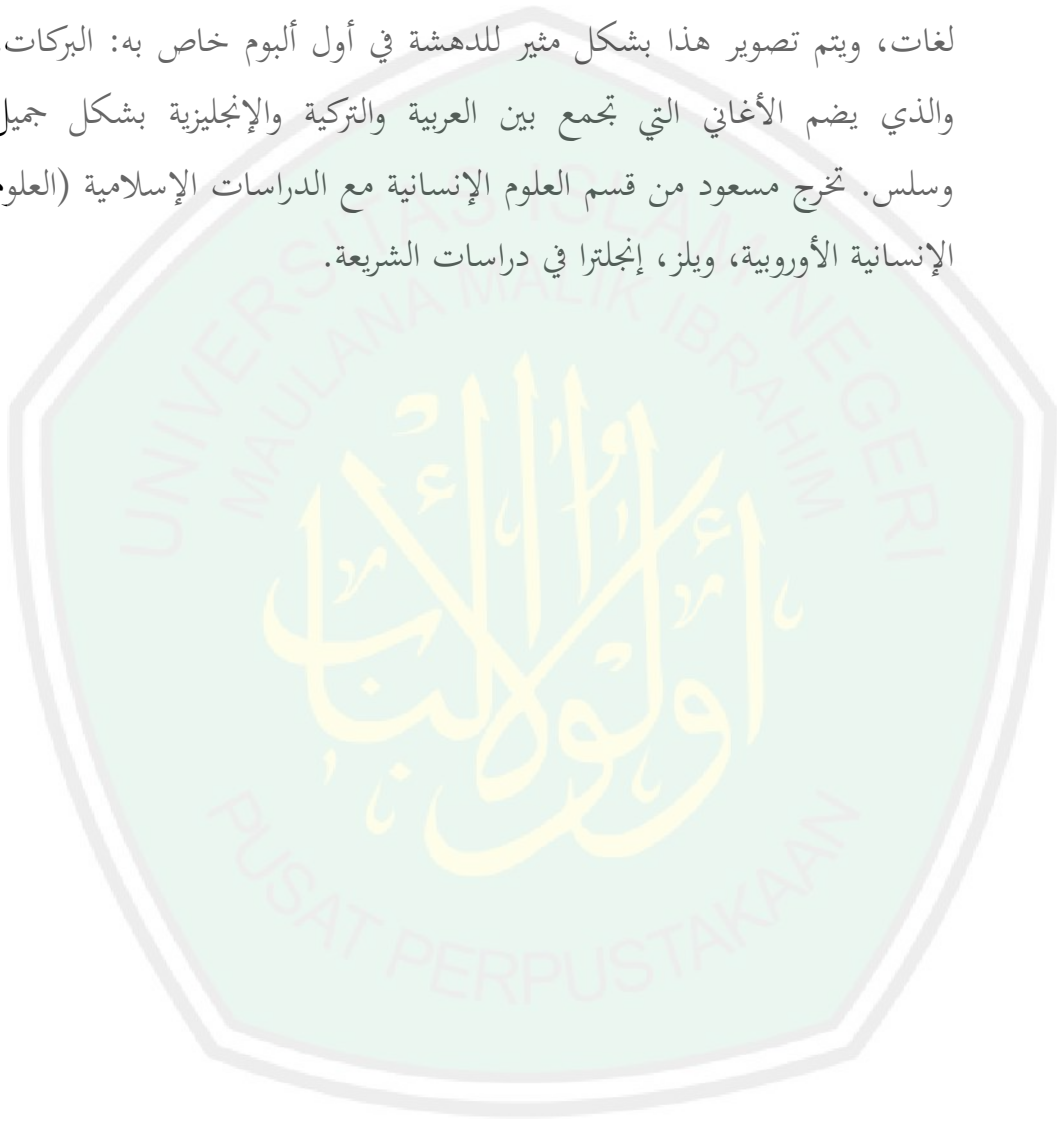 لغات، ويتم تصوير هذا بشكل مثير للدهشة في أول ألبوم خاص به: البركات،
والذي يضم الأغاني التي تجمع بين العربية والتركية والإنجليزية بشكل جميل
وسلس. تخرج مسعود من قسم العلوم الإنسانية مع الدراسات الإسلامية (العلوم
الإنسانية الأوروبية، ويلز، إنجلترا في دراسات الشريعة.
UNIVERSITAS ISLAM NEGERI
MAULANA MALIK IBRAHIM
أولوا الألباب
PUSAT PERPUSTAKAAN